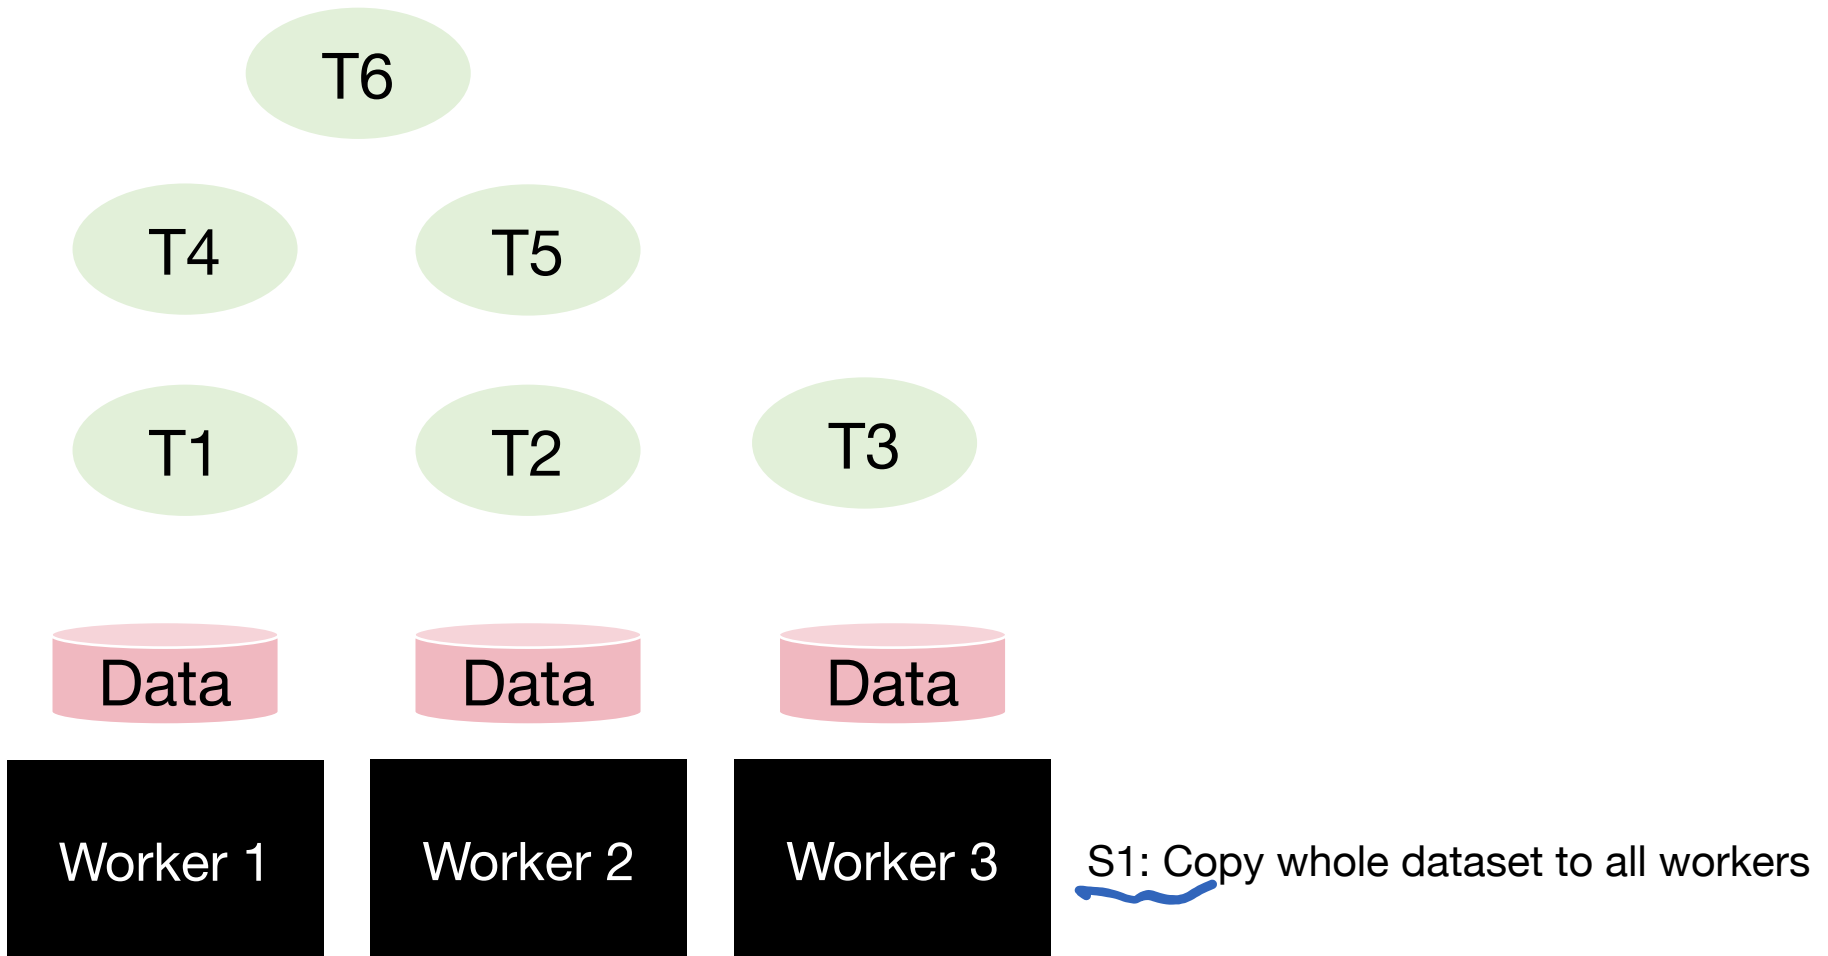 T6
T4 T5
T1 T2 T3
Data Data Data
Worker 1 Worker 2 Worker 3 S1: Copy whole dataset to all workers